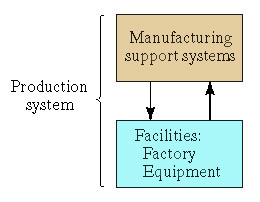 Manufacturing
support systems
Production
system
Facilities:
Factory
Equipment